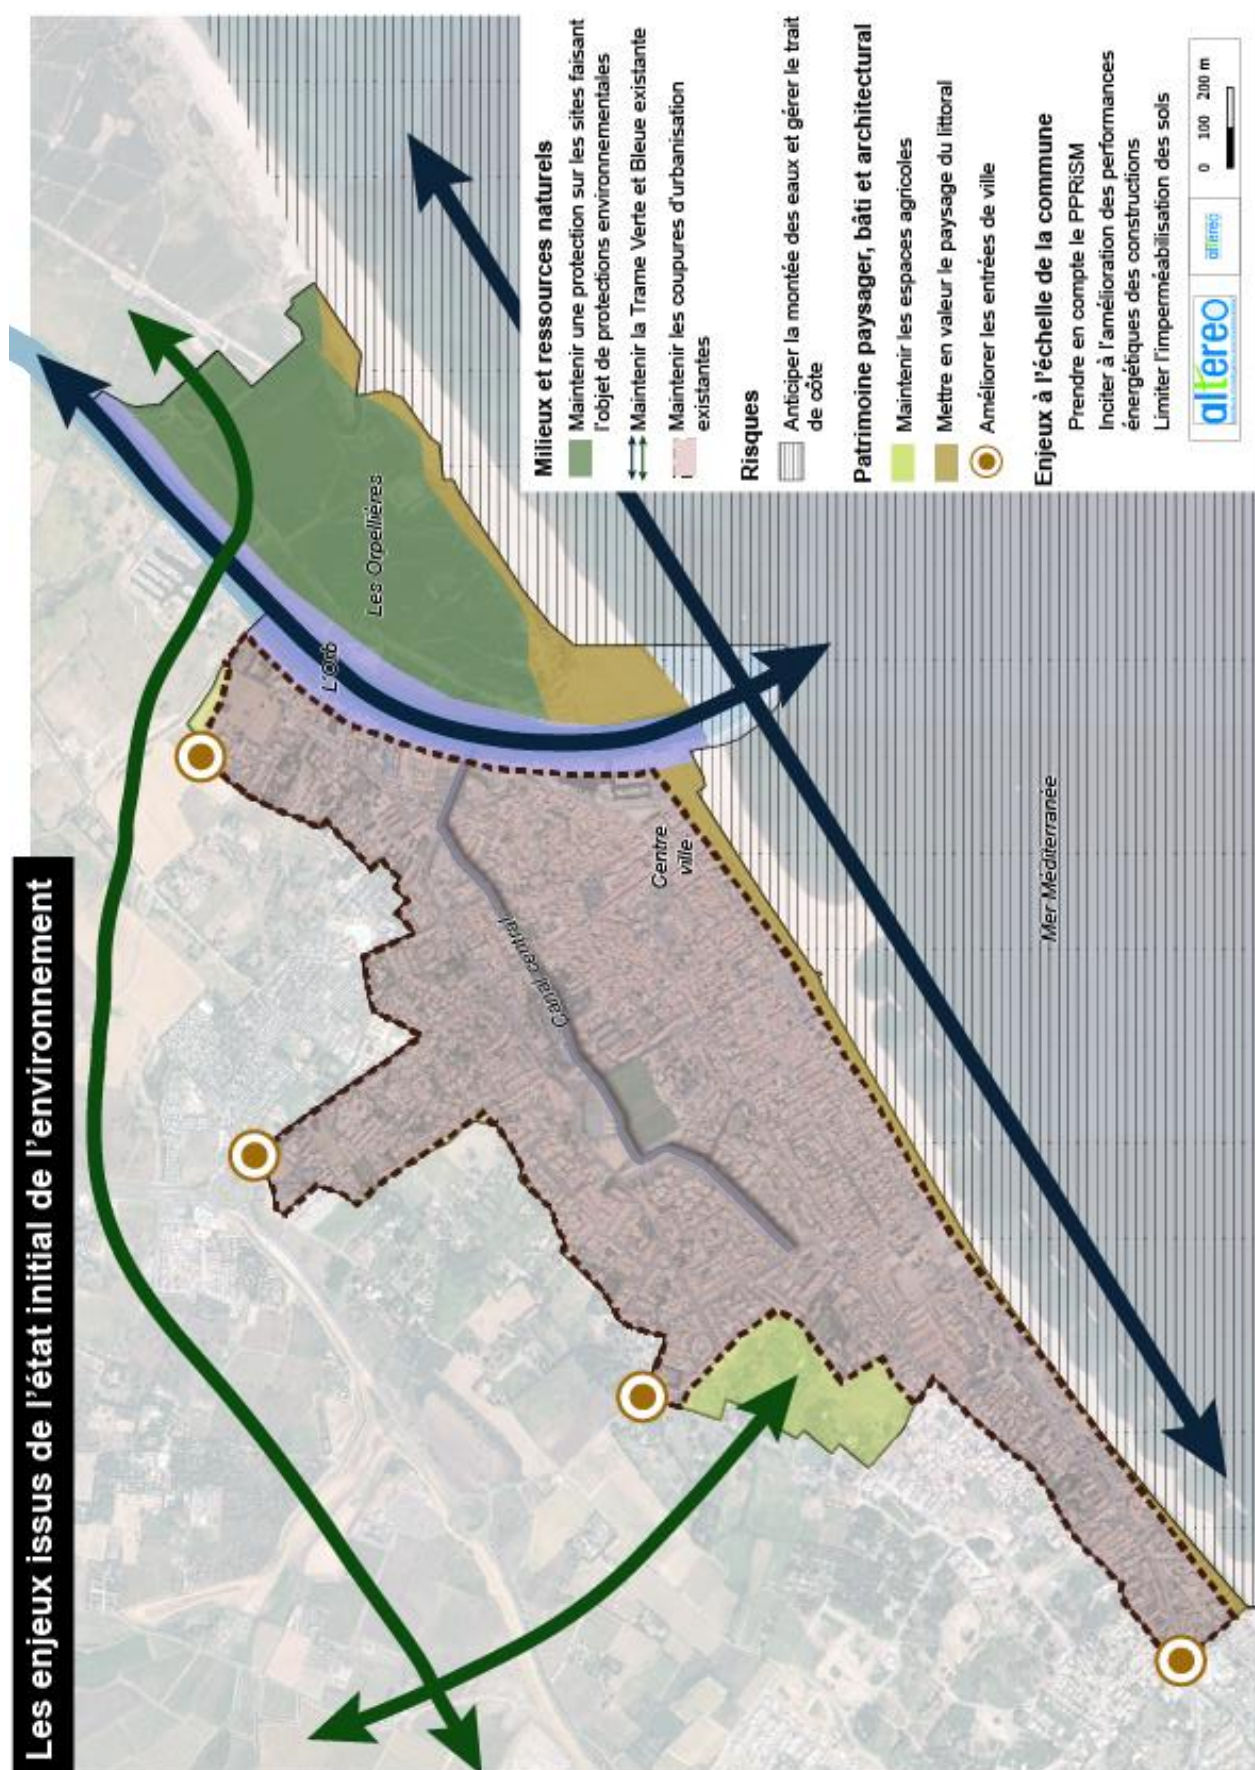 Les enjeux issus de l'état initial de l'environnement
L'Orb
Les Orpellières
Canal central
Centre
ville
Mer Méditerranée
Milieux et ressources naturels
Maintenir une protection sur les sites faisant
l'objet de protections environnementales
Maintenir la Trame Verte et Bleue existante
Maintenir les coupures d'urbanisation
existantes
Risques
Anticiper la montée des eaux et gérer le trait
de côte
Patrimoine paysager, bâti et architectural
Maintenir les espaces agricoles
Mettre en valeur le paysage du littoral
Améliorer les entrées de ville
Enjeux à l'échelle de la commune
Prendre en compte le PPRiSM
Inciter à l'amélioration des performances
énergétiques des constructions
Limiter l'imperméabilisation des sols
altereo
altereo
0 100 200 m